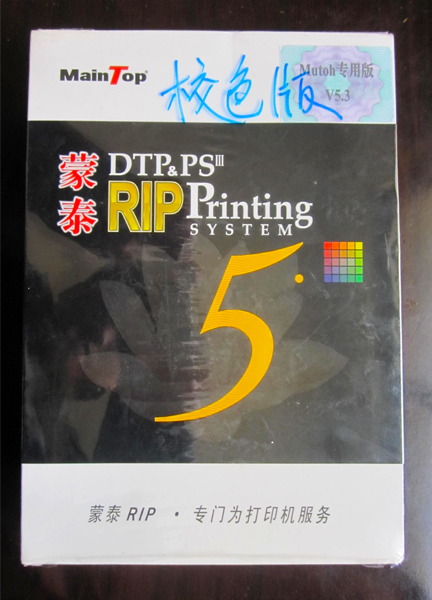 MainTop®
校色版
Mutoh专用版
V5.3
蒙泰
DTP&PSIII
RIP Printing
SYSTEM
5.
蒙泰 RIP · 专门为打印机服务